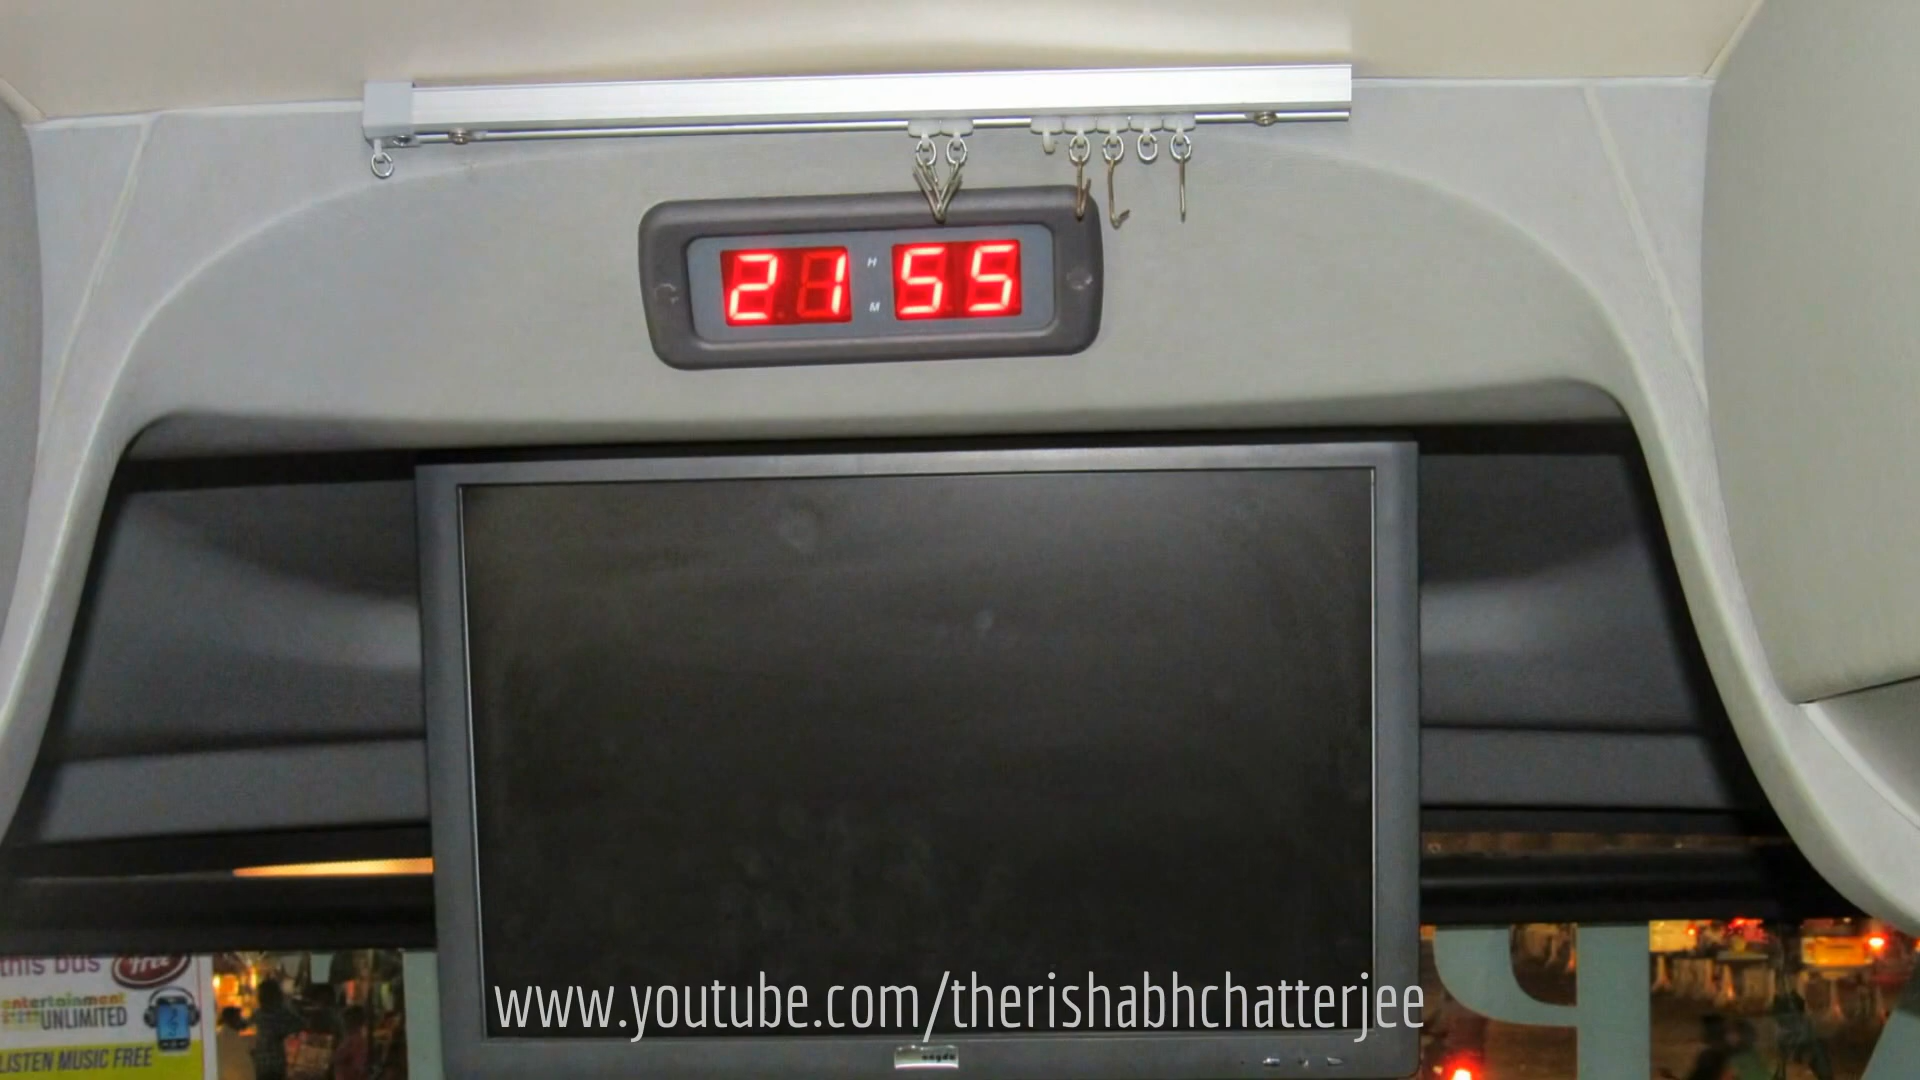 21 H 55
M
this bus free
entertainment
UNLIMITED
LISTEN MUSIC FREE
www.youtube.com/therishabhchatterjee